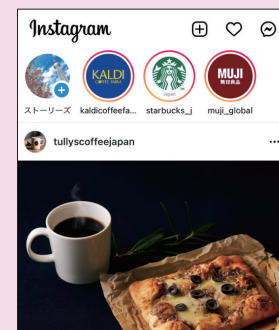 Instagram
KALDI
COFFEE FARM
Japan
MUJI
無印良品
ストーリーズ kaldicoffeefa... starbucks_j muji_global
tullyscoffeejapan